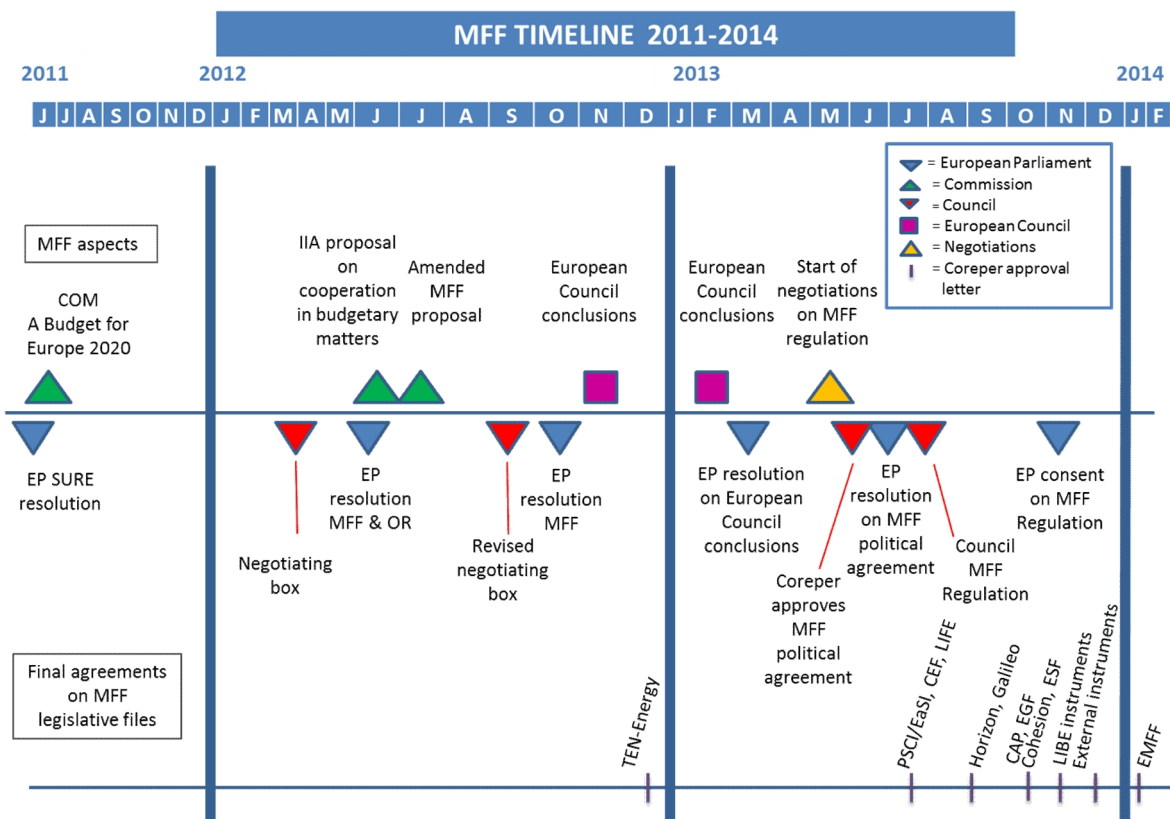 MFF TIMELINE 2011-2014
2011
2012
2013
2014
J J A S O N D J F M A M J J A S O N D J F M A M J J A S O N D J F
= European Parliament
= Commission
= Council
= European Council
= Negotiations
= Coreper approval
letter
MFF aspects
COM
A Budget for
Europe 2020
IIA proposal
on
cooperation
in budgetary
matters
Amended
MFF
proposal
European
Council
conclusions
European
Council
conclusions
Start of
negotiations
on MFF
regulation
EP SURE
resolution
Negotiating
box
EP
resolution
MFF & OR
Revised
negotiating
box
EP
resolution
MFF
EP resolution
on European
Council
conclusions
Coreper
approves
MFF
political
agreement
EP
resolution
on MFF
political
agreement
Council
MFF
Regulation
EP consent
on MFF
Regulation
Final agreements
on MFF
legislative files
TEN-Energy
PSCI/EaSI, CEF, LIFE
Horizon, Galileo
CAP, EGF
Cohesion, ESF
LIBE instruments
External instruments
EMFF